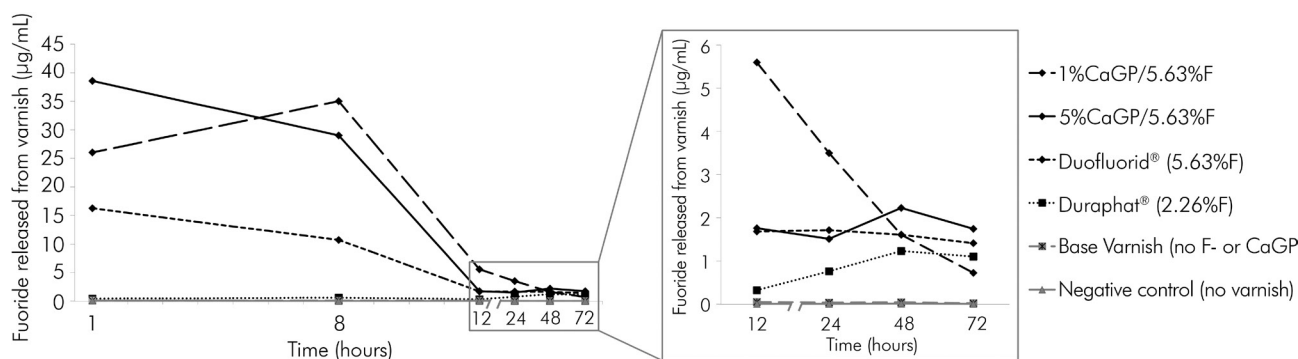 Fuoride released from varnish (µg/mL)
45
40
35
30
25
20
15
10
5
0
1
8
12
24
48
72
Time (hours)
Fuoride released from varnish (µg/mL)
6
5
4
3
2
1
0
12
24
48
72
Time (hours)
1%CaGP/5.63%F
5%CaGP/5.63%F
Duofluorid® (5.63%F)
Duraphat® (2.26%F)
Base Varnish (no F- or CaGP
Negative control (no varnish)